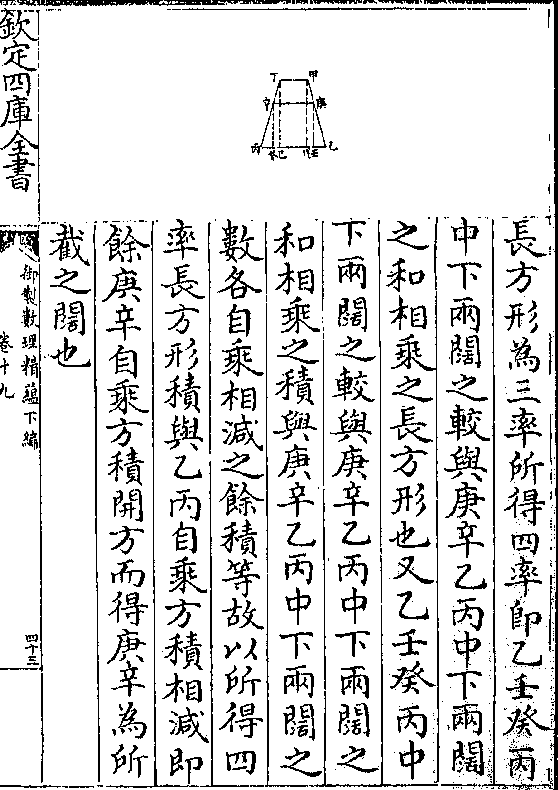 長方形為三率所得四率即乙壬癸丙
中下兩闊之較與庚辛乙丙中下兩闊
之和相乘之長方形也又乙壬癸丙中
下兩闊之較與庚辛乙丙中下兩闊之
和相乘之積與庚辛乙丙中下兩闊之
數各自乘相減之餘積等故以所得四
率長方形積與乙丙自乘方積相減即
餘庚辛自乘方積開方而得庚辛為所
截之闊也
丁 甲
辛 庚
丙 癸 己 戊 壬 乙
欽定四庫全書
御製數理精蘊下編
卷十九
四十三